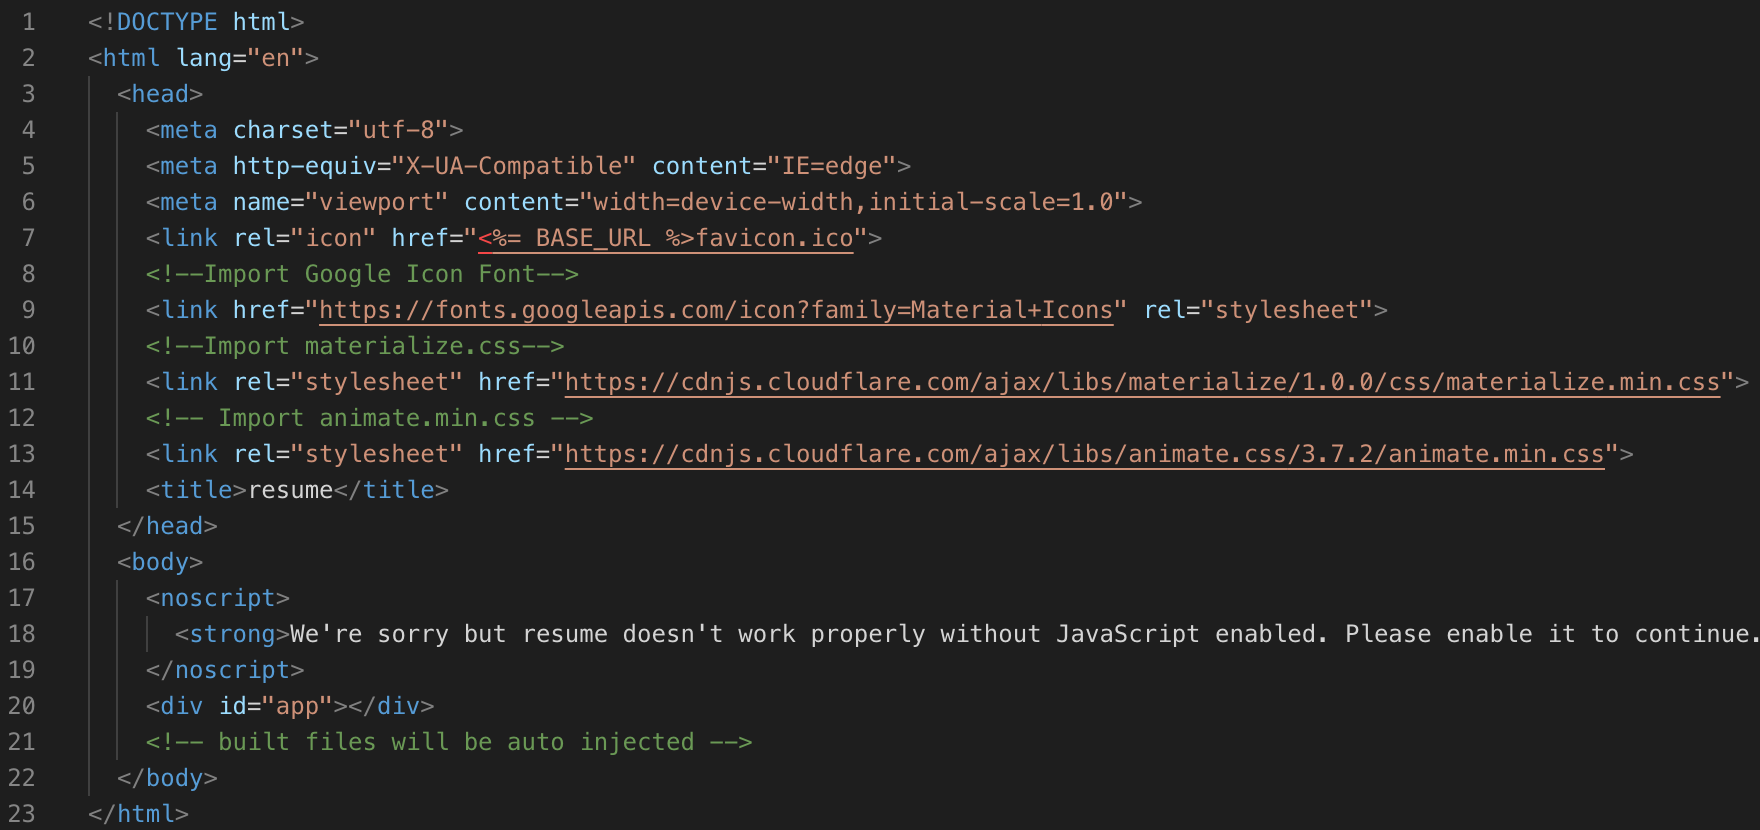 1 <!DOCTYPE html>
2 <html lang="en">
3 <head>
4 <meta charset="utf-8">
5 <meta http-equiv="X-UA-Compatible" content="IE=edge">
6 <meta name="viewport" content="width=device-width,initial-scale=1.0">
7 <link rel="icon" href="<%= BASE_URL %>favicon.ico">
8 <!--Import Google Icon Font-->
9 <link href="https://fonts.googleapis.com/icon?family=Material+Icons" rel="stylesheet">
10 <!--Import materialize.css-->
11 <link rel="stylesheet" href="https://cdnjs.cloudflare.com/ajax/libs/materialize/1.0.0/css/materialize.min.css">
12 <!-- Import animate.min.css -->
13 <link rel="stylesheet" href="https://cdnjs.cloudflare.com/ajax/libs/animate.css/3.7.2/animate.min.css">
14 <title>resume</title>
15 </head>
16 <body>
17 <noscript>
18 <strong>We're sorry but resume doesn't work properly without JavaScript enabled. Please enable it to continue.
19 </noscript>
20 <div id="app"></div>
21 <!-- built files will be auto injected -->
22 </body>
23 </html>